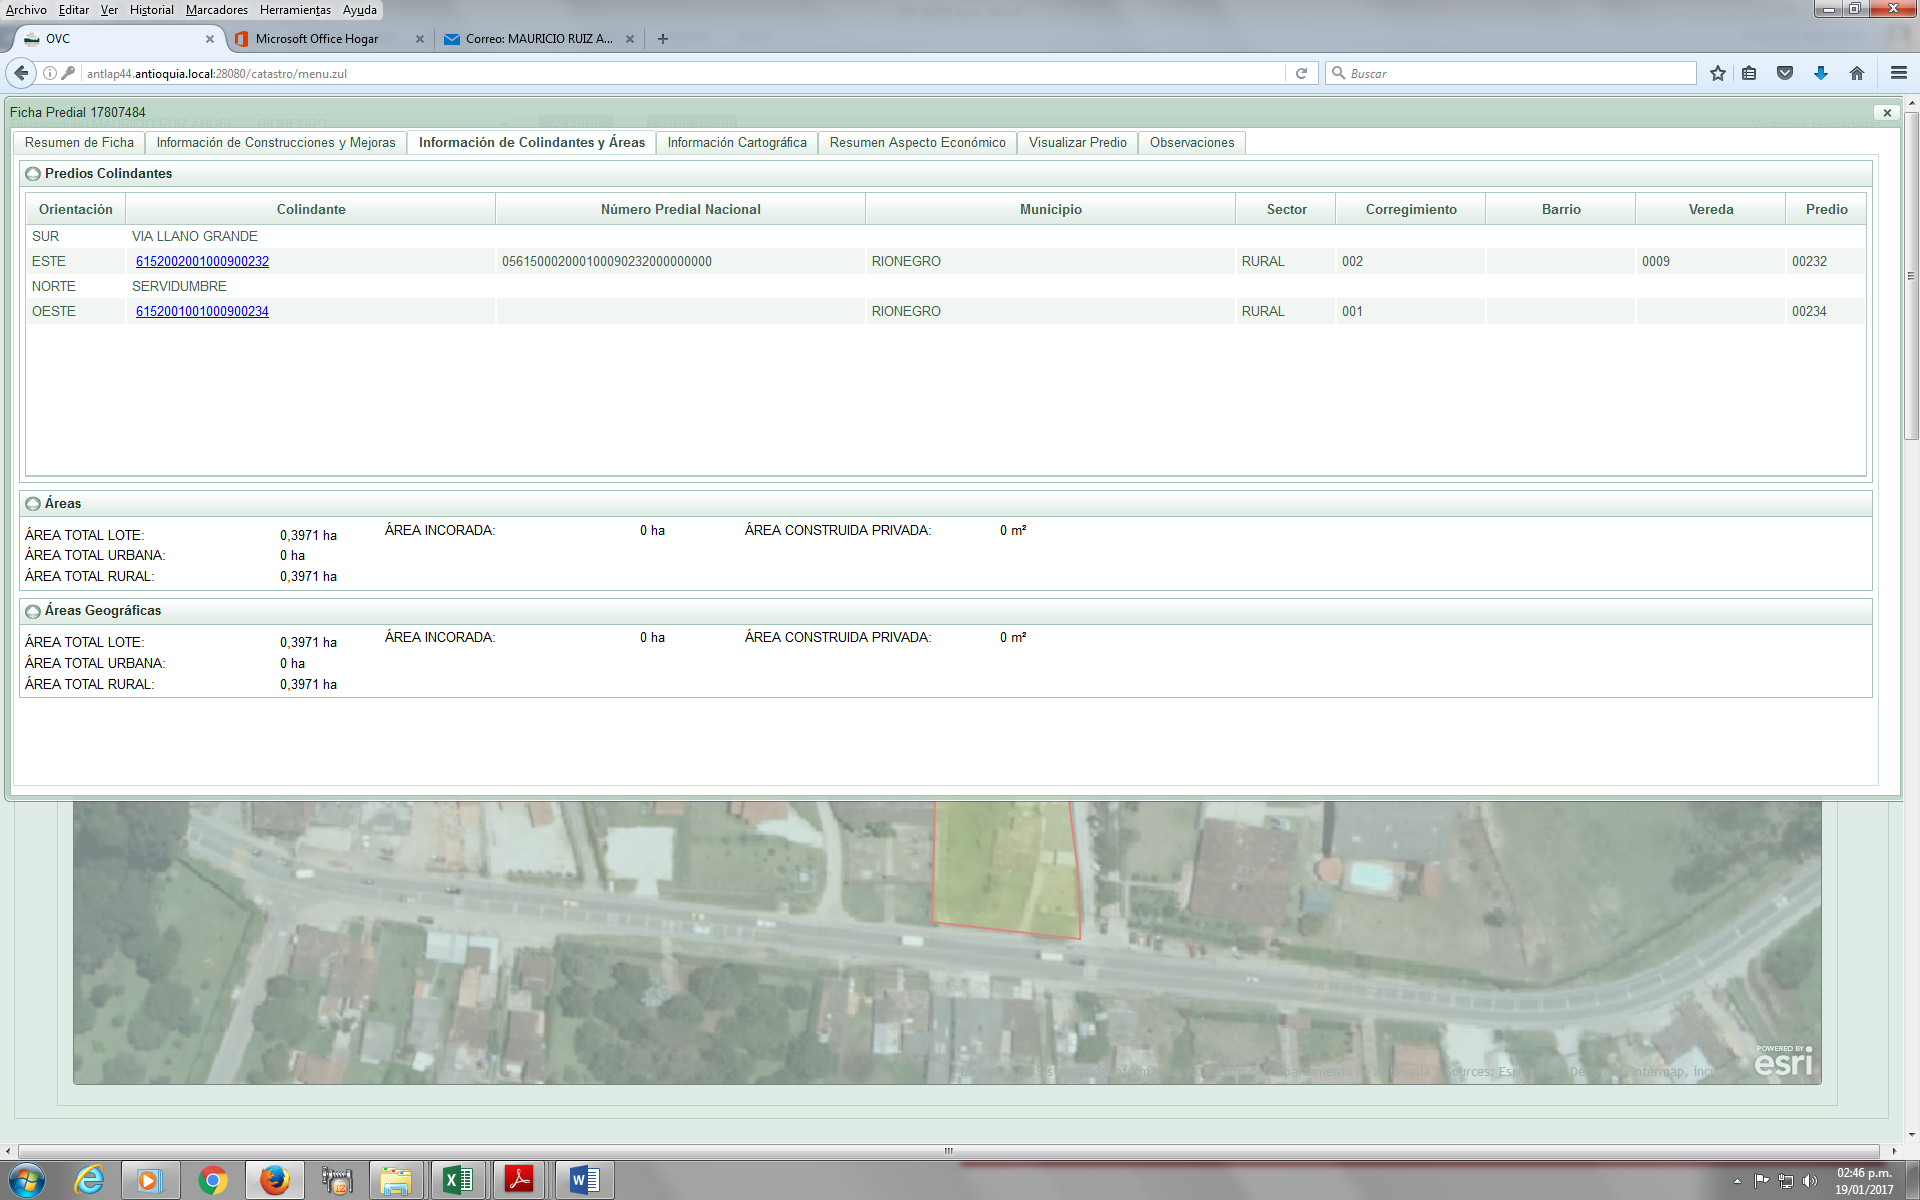 Archivo Editar Ver Historial Marcadores Herramientas Ayuda
OVC
Microsoft Office Hogar
Correo: MAURICIO RUIZ A...
antlap44.antioquia.local:28080/catastro/menu.zul
Buscar
Ficha Predial 17807484
Resumen de Ficha
Información de Construcciones y Mejoras
Información de Colindantes y Áreas
Información Cartográfica
Resumen Aspecto Económico
Visualizar Predio
Observaciones
Predios Colindantes
Orientación Colindante Número Predial Nacional Municipio Sector Corregimiento Barrio Vereda Predio
SUR VIA LLANO GRANDE
ESTE 6152002001000900232 056150002000100090232000000000 RIONEGRO RURAL 002 0009 00232
NORTE SERVIDUMBRE
OESTE 6152001001000900234 RIONEGRO RURAL 001 00234
Áreas
ÁREA TOTAL LOTE: 0,3971 ha ÁREA INCORADA: 0 ha ÁREA CONSTRUIDA PRIVADA: 0 m²
ÁREA TOTAL URBANA: 0 ha
ÁREA TOTAL RURAL: 0,3971 ha
Áreas Geográficas
ÁREA TOTAL LOTE: 0,3971 ha ÁREA INCORADA: 0 ha ÁREA CONSTRUIDA PRIVADA: 0 m²
ÁREA TOTAL URBANA: 0 ha
ÁREA TOTAL RURAL: 0,3971 ha
POWERED BY
esri
02:46 p.m.
19/01/2017